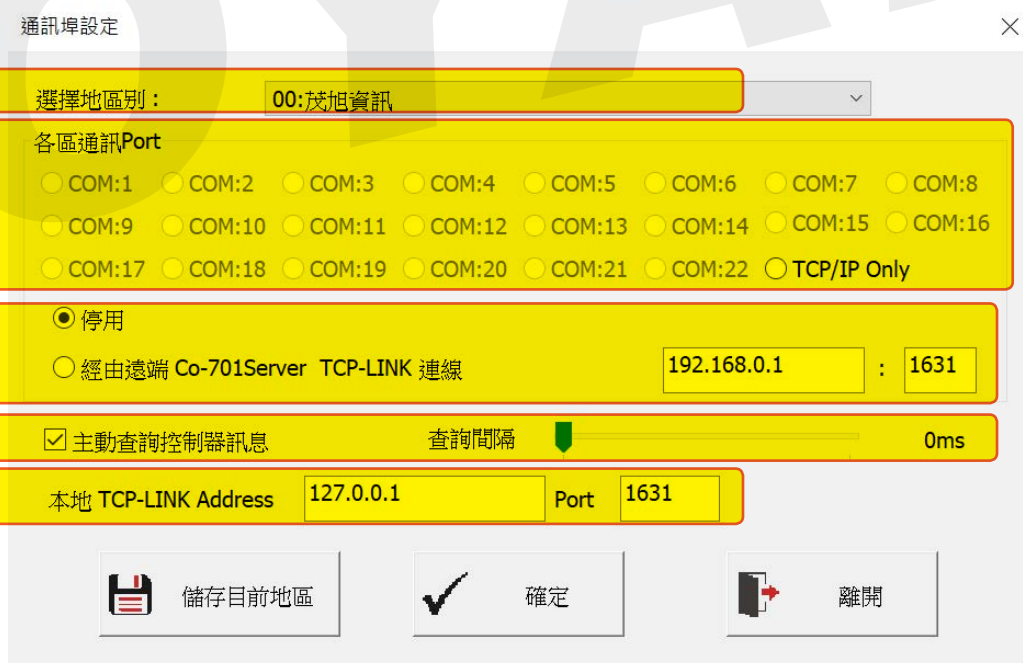 通訊埠設定
選擇地區別： 00:茂旭資訊
各區通訊Port
COM:1 COM:2 COM:3 COM:4 COM:5 COM:6 COM:7 COM:8
COM:9 COM:10 COM:11 COM:12 COM:13 COM:14 COM:15 COM:16
COM:17 COM:18 COM:19 COM:20 COM:21 COM:22 TCP/IP Only
停用
經由遠端 Co-701Server TCP-LINK 連線 192.168.0.1 : 1631
主動查詢控制器訊息 查詢間隔 0ms
本地 TCP-LINK Address 127.0.0.1 Port 1631
儲存目前地區 確定 離開